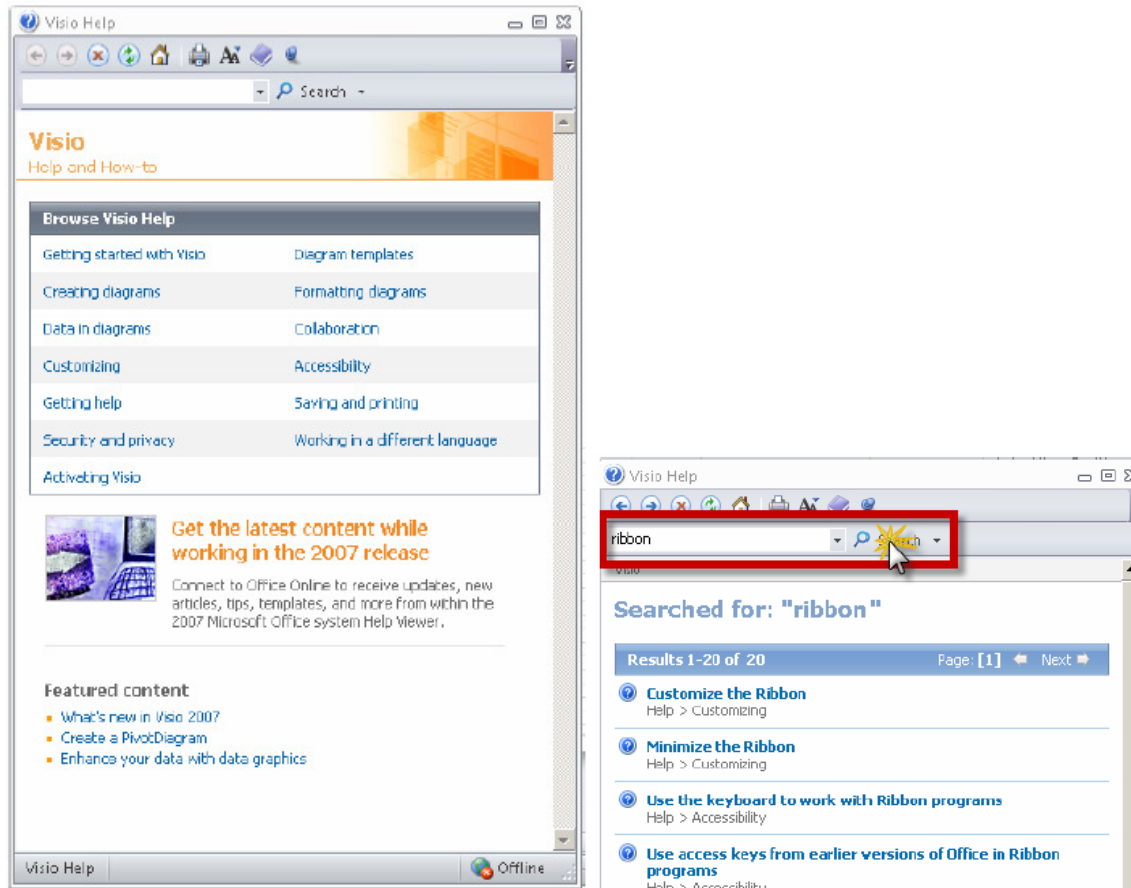 Visio Help
Search
Visio
Help and How-to
Browse Visio Help
Getting started with Visio
Diagram templates
Creating diagrams
Formatting diagrams
Data in diagrams
Collaboration
Customizing
Accessibility
Getting help
Saving and printing
Security and privacy
Working in a different language
Activating Visio
Get the latest content while
working in the 2007 release
Connect to Office Online to receive updates, new
articles, tips, templates, and more from within the
2007 Microsoft Office system Help Viewer.
Featured content
What's new in Visio 2007
Create a PivotDiagram
Enhance your data with data graphics
Visio Help
Offline
Visio Help
ribbon
Search
Visio
Searched for: "ribbon"
Results 1-20 of 20
Page: [1]
Next
Customize the Ribbon
Help > Customizing
Minimize the Ribbon
Help > Customizing
Use the keyboard to work with Ribbon programs
Help > Accessibility
Use access keys from earlier versions of Office in Ribbon
programs
Help > Accessibility